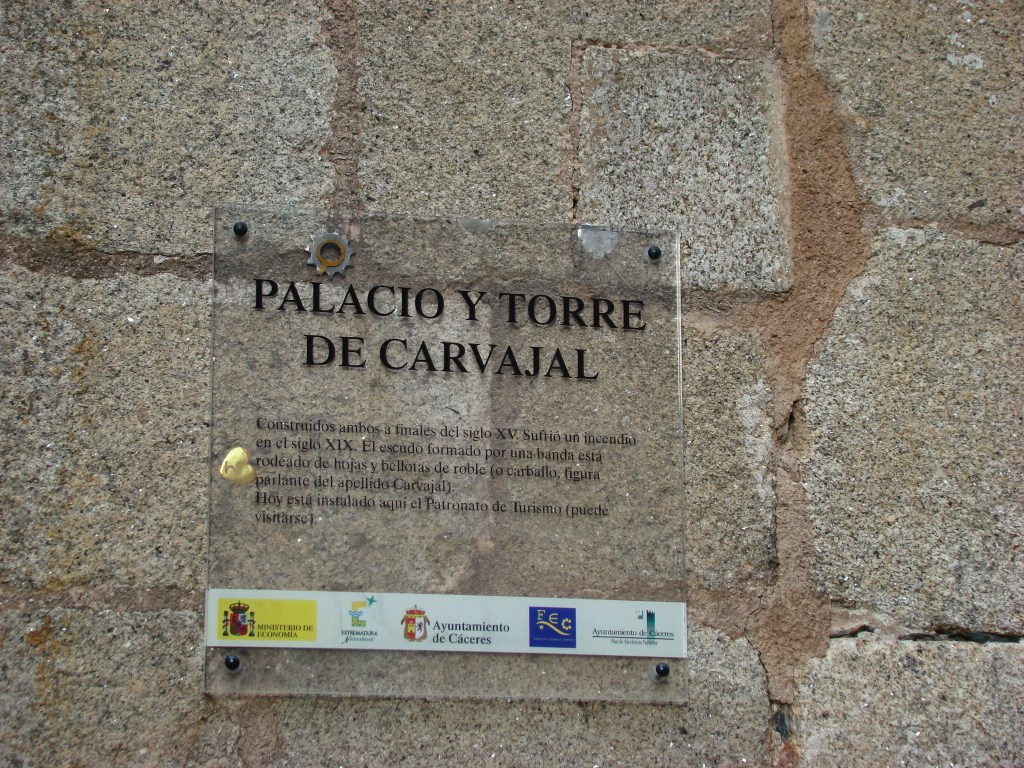 PALACIO Y TORRE
DE CARVAJAL
Construidos ambos a finales del siglo XV. Sufrió un incendio
en el siglo XIX. El escudo formado por una banda está
rodeado de hojas y bellotas de roble (o carballo, figura
parlante del apellido Carvajal).
Hoy está instalado aquí el Patronato de Turismo (puede
visitarse).
MINISTERIO
DE ECONOMÍA
EXTREMADURA
Ayuntamiento
de Cáceres
FEC
Ayuntamiento de Cáceres